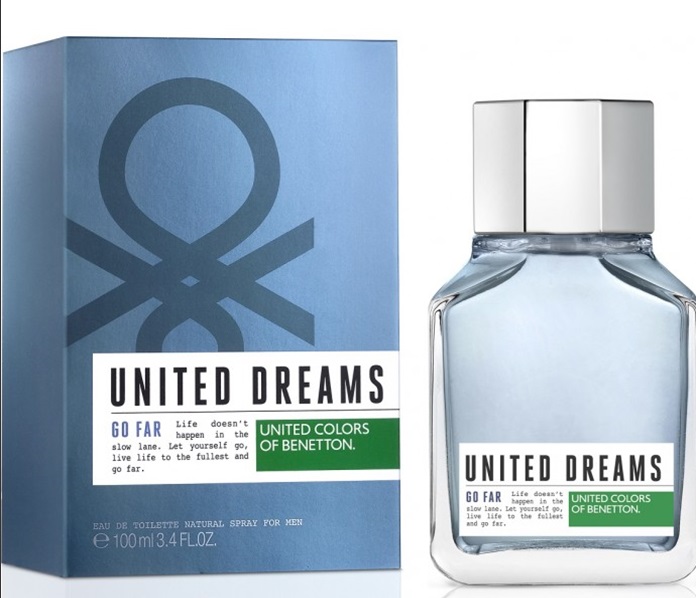 UNITED DREAMS
GO FAR Life doesn't
happen in the
slow lane. Let yourself go,
live life to the fullest and
go far.
UNITED COLORS
OF BENETTON.
EAU DE TOILETTE NATURAL SPRAY FOR MEN
℮ 100 ml 3.4 FL.OZ.
UNITED DREAMS
GO FAR Life doesn't
happen in the
slow lane. Let yourself go,
live life to the fullest
and go far.
UNITED COLORS
OF BENETTON.